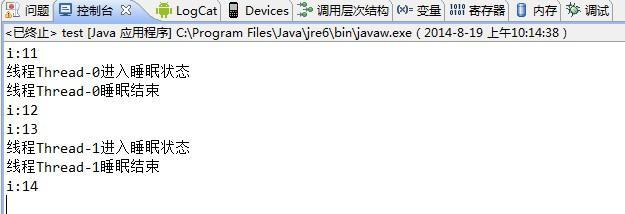 问题 控制台 LogCat Devices 调用层次结构 变量 寄存器 内存 调试
<已终止> test [Java 应用程序] C:\Program Files\Java\jre6\bin\javaw.exe ( 2014-8-19 上午10:14:38 )
i:11
线程Thread-0进入睡眠状态
线程Thread-0睡眠结束
i:12
i:13
线程Thread-1进入睡眠状态
线程Thread-1睡眠结束
i:14